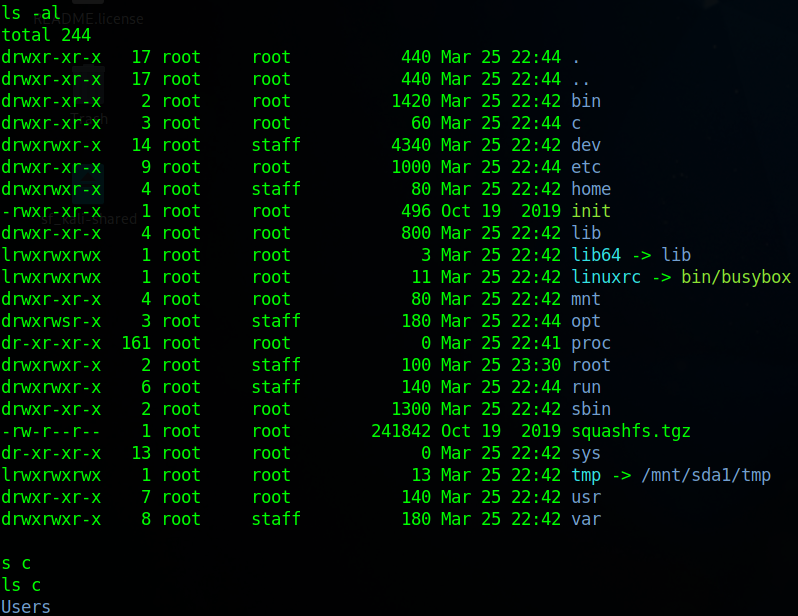 ls -al
README.license
total 244
drwxr-xr-x 17 root root 440 Mar 25 22:44 .
drwxr-xr-x 17 root root 440 Mar 25 22:44 ..
drwxr-xr-x 2 root root 1420 Mar 25 22:42 bin
drwxr-xr-x 3 root root 60 Mar 25 22:44 c
drwxrwxr-x 14 root staff 4340 Mar 25 22:42 dev
drwxr-xr-x 9 root root 1000 Mar 25 22:44 etc
drwxrwxr-x 4 root staff 80 Mar 25 22:42 home
-rwxr-xr-x 1 root root 496 Oct 19 2019 init
drwxr-xr-x 4 root root 800 Mar 25 22:42 lib
lrwxrwxrwx 1 root root 3 Mar 25 22:42 lib64 -> lib
lrwxrwxrwx 1 root root 11 Mar 25 22:42 linuxrc -> bin/busybox
drwxr-xr-x 4 root root 80 Mar 25 22:42 mnt
drwxrwsr-x 3 root staff 180 Mar 25 22:44 opt
dr-xr-xr-x 161 root root 0 Mar 25 22:41 proc
drwxrwxr-x 2 root staff 100 Mar 25 23:30 root
drwxrwxr-x 6 root staff 140 Mar 25 22:44 run
drwxr-xr-x 2 root root 1300 Mar 25 22:42 sbin
-rw-r--r-- 1 root root 241842 Oct 19 2019 squashfs.tgz
dr-xr-xr-x 13 root root 0 Mar 25 22:42 sys
lrwxrwxrwx 1 root root 13 Mar 25 22:42 tmp -> /mnt/sda1/tmp
drwxr-xr-x 7 root root 140 Mar 25 22:42 usr
drwxrwxr-x 8 root staff 180 Mar 25 22:42 var
s c
ls c
Users